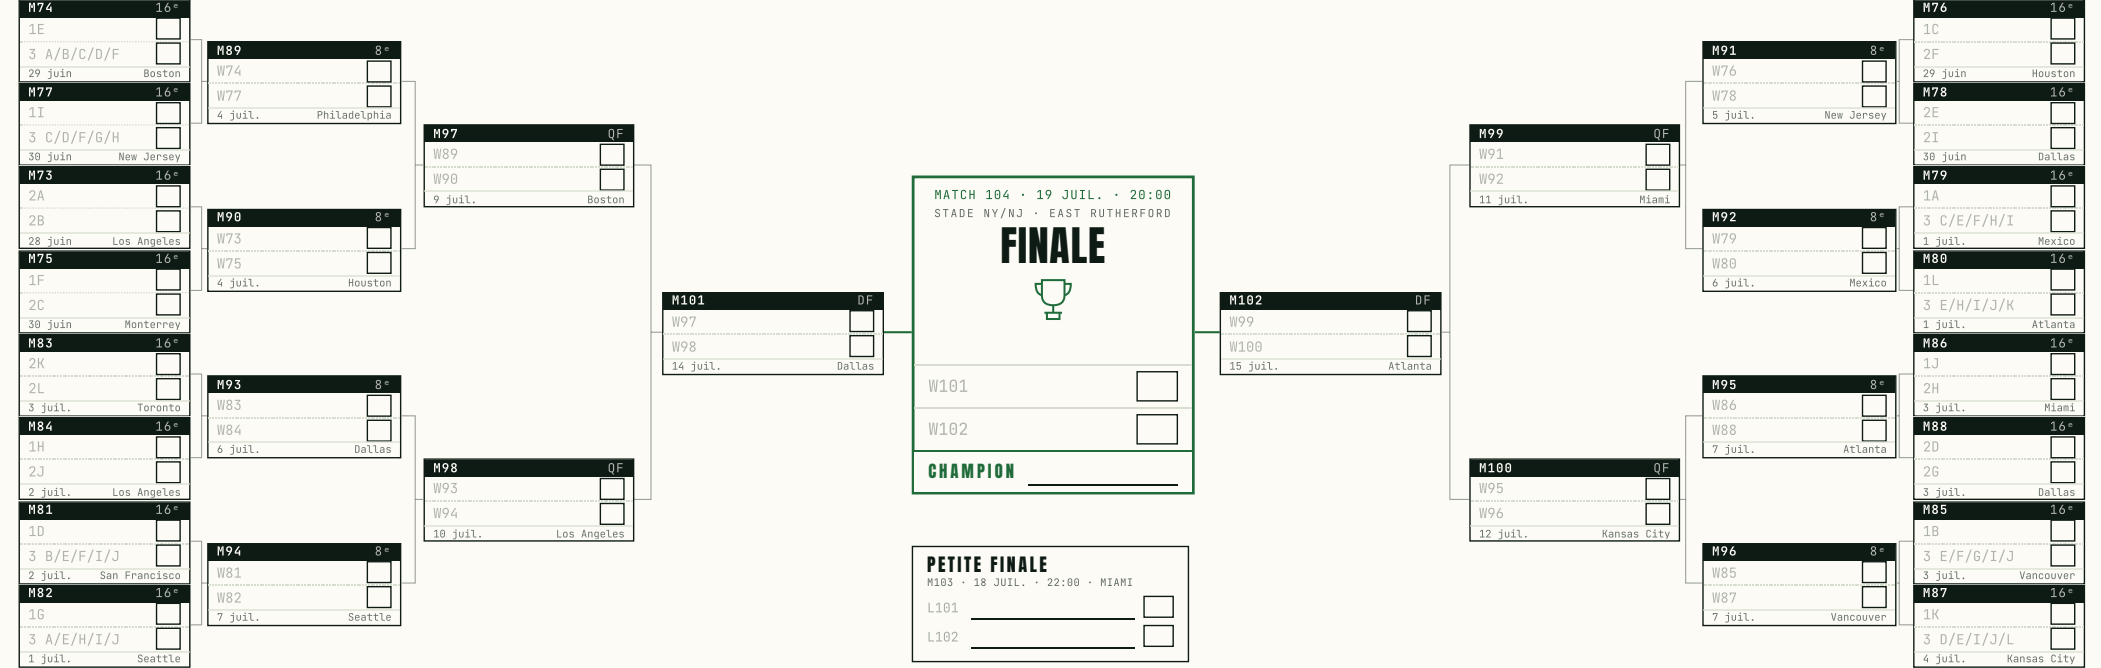 M74 16e
1E
3 A/B/C/D/F
29 juin Boston
M77 16e
1I
3 C/D/F/G/H
30 juin New Jersey
M73 16e
2A
2B
28 juin Los Angeles
M75 16e
1F
2C
30 juin Monterrey
M83 16e
2K
2L
3 juil. Toronto
M84 16e
1H
2J
2 juil. Los Angeles
M81 16e
1D
3 B/E/F/I/J
2 juil. San Francisco
M82 16e
1G
3 A/E/H/I/J
1 juil. Seattle
M89 8e
W74
W77
4 juil. Philadelphia
M90 8e
W73
W75
4 juil. Houston
M93 8e
W83
W84
6 juil. Dallas
M94 8e
W81
W82
7 juil. Seattle
M97 QF
W89
W90
9 juil. Boston
M98 QF
W93
W94
10 juil. Los Angeles
M101 DF
W97
W98
14 juil. Dallas
MATCH 104 · 19 JUIL. · 20:00
STADE NY/NJ · EAST RUTHERFORD
FINALE
W101
W102
CHAMPION
PETITE FINALE
M103 · 18 JUIL. · 22:00 · MIAMI
L101
L102
M102 DF
W99
W100
15 juil. Atlanta
M99 QF
W91
W92
11 juil. Miami
M100 QF
W95
W96
12 juil. Kansas City
M91 8e
W76
W78
5 juil. New Jersey
M92 8e
W79
W80
6 juil. Mexico
M95 8e
W86
W88
7 juil. Atlanta
M96 8e
W85
W87
7 juil. Vancouver
M76 16e
1C
2F
29 juin Houston
M78 16e
2E
2I
30 juin Dallas
M79 16e
1A
3 C/E/F/H/I
1 juil. Mexico
M80 16e
1L
3 E/H/I/J/K
1 juil. Atlanta
M86 16e
1J
2H
3 juil. Miami
M88 16e
2D
2G
3 juil. Dallas
M85 16e
1B
3 E/F/G/I/J
3 juil. Vancouver
M87 16e
1K
3 D/E/I/J/L
4 juil. Kansas City